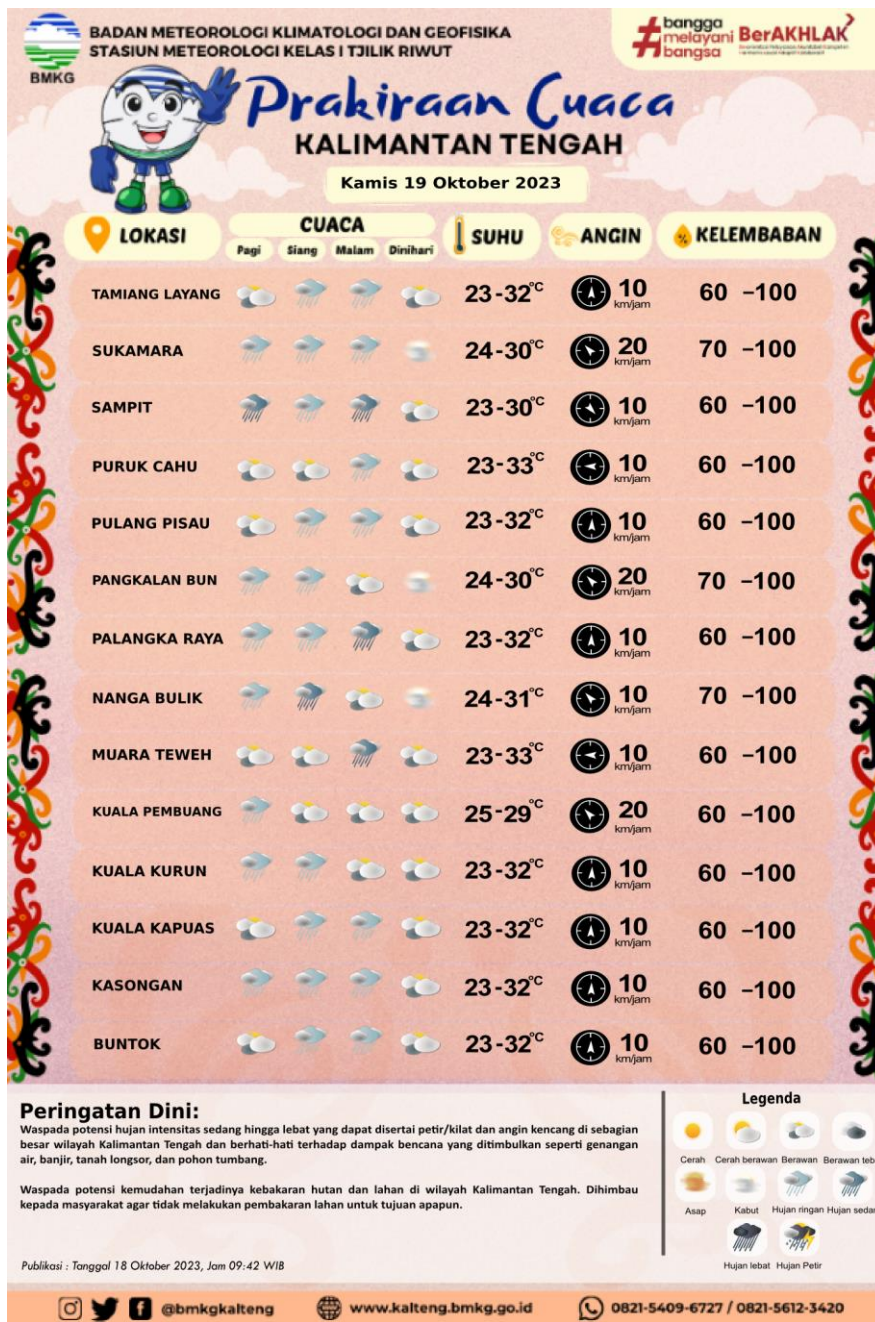 BADAN METEOROLOGI KLIMATOLOGI DAN GEOFISIKA
STASIUN METEOROLOGI KELAS I TJILIK RIWUT
BMKG
#bangga
melayani
bangsa
BerAKHLAK
Prakiraan Cuaca
KALIMANTAN TENGAH
Kamis 19 Oktober 2023
LOKASI CUACA SUHU ANGIN % KELEMBABAN
Pagi Siang Malam Dinihari
TAMIANG LAYANG 23-32°C 10 km/jam 60 –100
SUKAMARA 24-30°C 20 km/jam 70 –100
SAMPIT 23-30°C 10 km/jam 60 –100
PURUK CAHU 23-33°C 10 km/jam 60 –100
PULANG PISAU 23-32°C 10 km/jam 60 –100
PANGKALAN BUN 24-30°C 20 km/jam 70 –100
PALANGKA RAYA 23-32°C 10 km/jam 60 –100
NANGA BULIK 24-31°C 10 km/jam 70 –100
MUARA TEWEH 23-33°C 10 km/jam 60 –100
KUALA PEMBUANG 25-29°C 20 km/jam 60 –100
KUALA KURUN 23-32°C 10 km/jam 60 –100
KUALA KAPUAS 23-32°C 10 km/jam 60 –100
KASONGAN 23-32°C 10 km/jam 60 –100
BUNTOK 23-32°C 10 km/jam 60 –100
Peringatan Dini:
Waspada potensi hujan intensitas sedang hingga lebat yang dapat disertai petir/kilat dan angin kencang di sebagian
besar wilayah Kalimantan Tengah dan berhati-hati terhadap dampak bencana yang ditimbulkan seperti genangan
air, banjir, tanah longsor, dan pohon tumbang.
Waspada potensi kemudahan terjadinya kebakaran hutan dan lahan di wilayah Kalimantan Tengah. Dihimbau
kepada masyarakat agar tidak melakukan pembakaran lahan untuk tujuan apapun.
Publikasi : Tanggal 18 Oktober 2023, Jam 09:42 WIB
Legenda
Cerah Cerah berawan Berawan Berawan teb
Asap Kabut Hujan ringan Hujan sedan
Hujan lebat Hujan Petir
@bmkgkalteng www.kalteng.bmkg.go.id 0821-5409-6727 / 0821-5612-3420